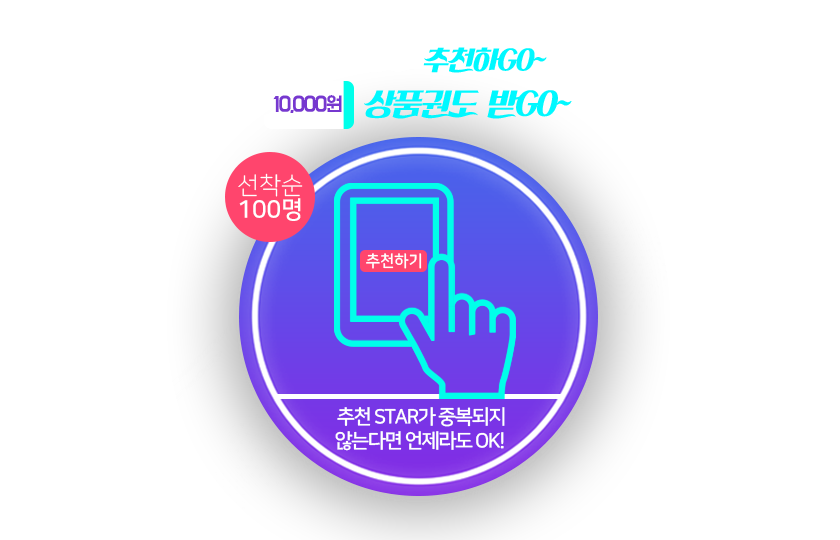 추천하GO~
10,000원 상품권도 받GO~
선착순
100명
추천하기
추천 STAR가 중복되지
않는다면 언제라도 OK!